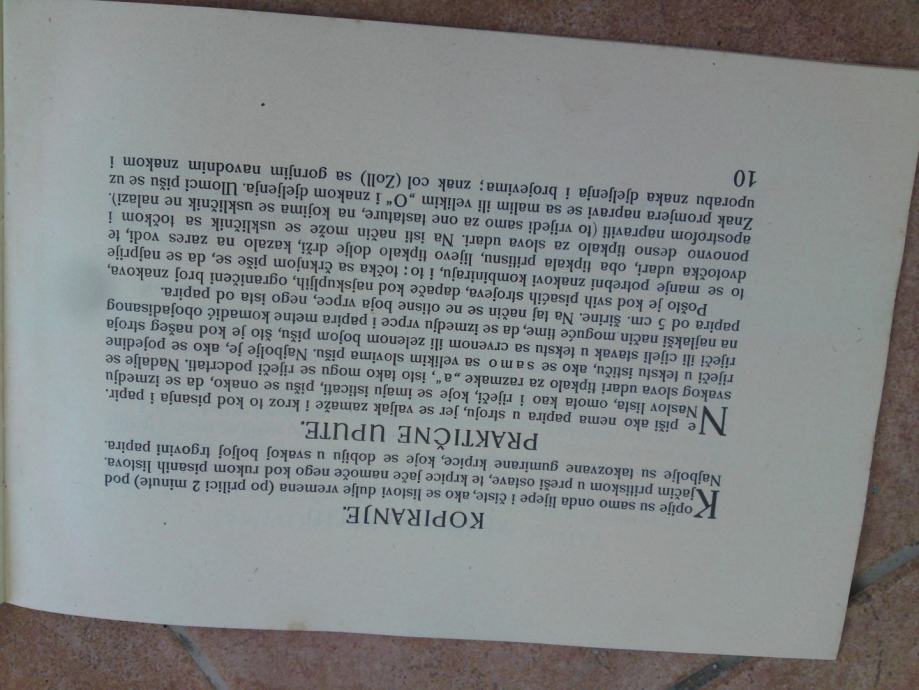 KOPIRANJE.
Kopije su samo onda lijepe i čiste, ako se listovi dulje vremena (po prilici 2 minute) pod
jačim pritiskom u preši ostave, te krpice jače namoče nego kod rukom pisanih listova.
Najbolje su takozvane gumirane krpice, koje se dobiju u svakoj boljoj trgovini papira.
PRAKTIČNE UPUTE.
Ne piši ako nema papira u stroju, jer se valjak zamaže i kroz to kod pisanja i papir.
Naslov lista, omota kao i riječi, koje se imaju isticati, pišu se onako, da se izmedju
svakog slova udari tipkalo za razmake „a“, isto tako mogu se riječi podcrtati. Nadalje se
riječi u tekstu ističu, ako se samo sa velikim slovima pišu. Najbolje je, ako se pojedine
riječi ili cijeli stavak u tekstu sa crvenom ili zelenom bojom pišu, što je kod našeg stroja
na najlakši način moguće time, da se izmedju vrpce i papira metne komadić obojadisanog
papira od 5 cm. širine. Na taj način se ne otisne boja vrpce, nego ista od papira.
Pošto je kod svih pisaćih strojeva, dapače kod najskupljih, ograničeni broj znakova,
to se manje potrebni znakovi kombiniraju, i to: točka sa črknjom piše se, da se najprije
dvotočka udari, oba tipkala pritisnu, lijevo tipkalo dolje drži, kazalo na zarez vodi, te
ponovno desno tipkalo za slova udari. Na isti način može se uskličnik sa točkom i
apostrofom napraviti (to vrijedi samo za one tastature, na kojima se uskličnik ne nalazi).
Znak promjera napravi se sa malim ili velikim „O“ i znakom djeljenja. Ulomci pišu se uz
uporabu znaka djeljenja i brojevima; znak col (Zoll) sa gornjim navodnim znakom i
10